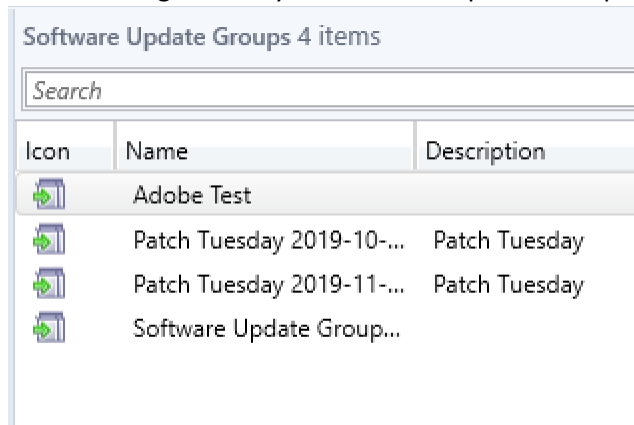 Software Update Groups 4 items
Search
Icon Name Description
Adobe Test
Patch Tuesday 2019-10-... Patch Tuesday
Patch Tuesday 2019-11-... Patch Tuesday
Software Update Group...